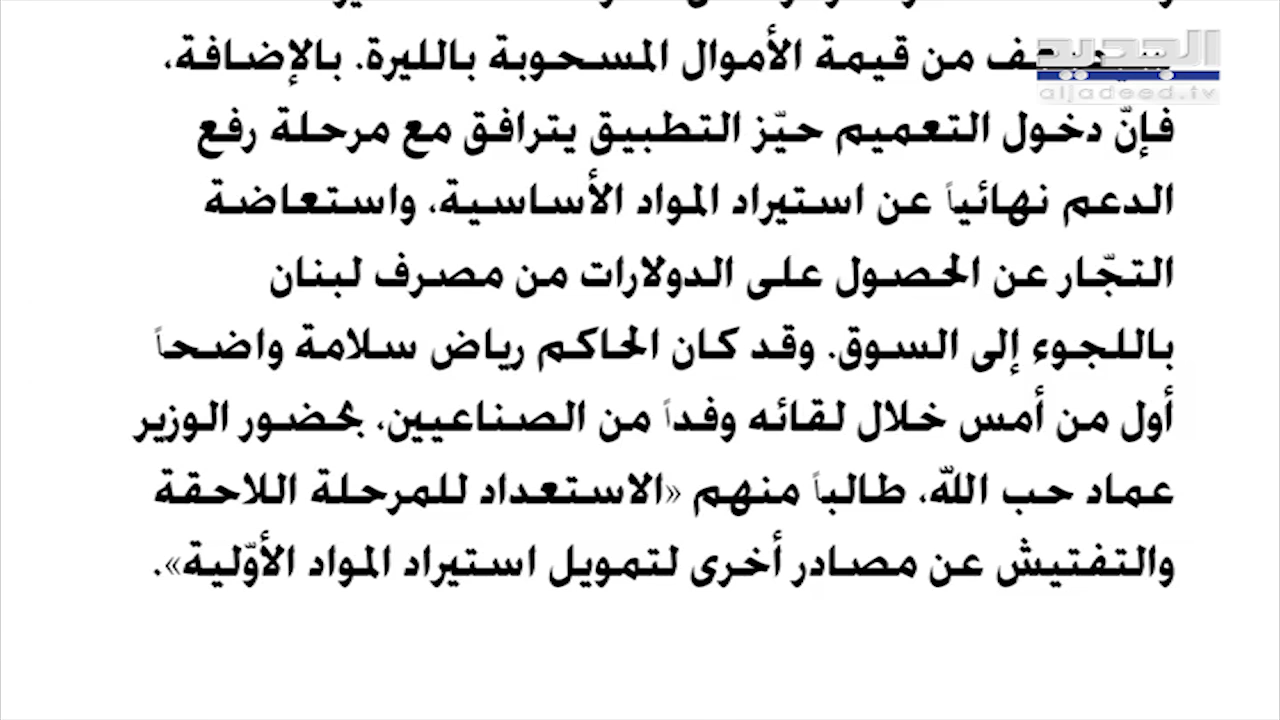 من قيمة الأموال المسحوبة بالليرة. بالإضافة،
فإنّ دخول التعميم حيّز التطبيق يترافق مع مرحلة رفع
الدعم نهائياً عن استيراد المواد الأساسية، واستعاضة
التجّار عن الحصول على الدولارات من مصرف لبنان
باللجوء إلى السوق. وقد كان الحاكم رياض سلامة واضحاً
أول من أمس خلال لقائه وفداً من الصناعيين، بحضور الوزير
عماد حب الله، طالباً منهم «الاستعداد للمرحلة اللاحقة
والتفتيش عن مصادر أخرى لتمويل استيراد المواد الأوّلية».
الجديد
aljadeed.tv